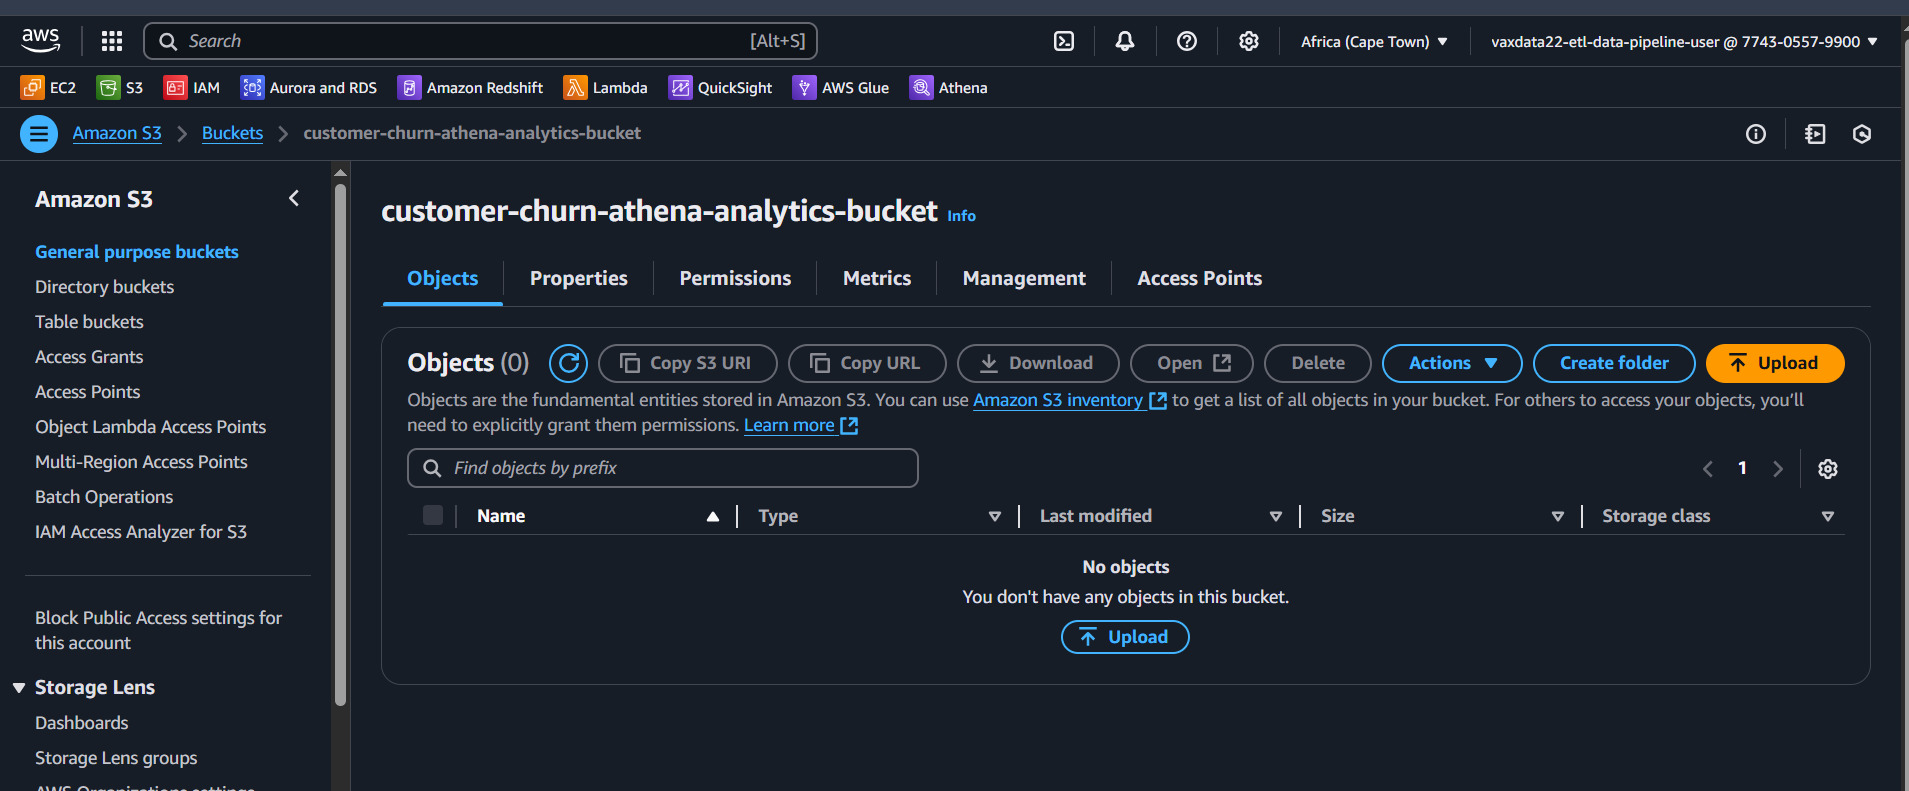 aws Search [Alt+S] Africa (Cape Town) vaxdata22-etl-data-pipeline-user @ 7743-0557-9900
EC2 S3 IAM Aurora and RDS Amazon Redshift Lambda QuickSight AWS Glue Athena
Amazon S3 Buckets customer-churn-athena-analytics-bucket
Amazon S3
General purpose buckets
Directory buckets
Table buckets
Access Grants
Access Points
Object Lambda Access Points
Multi-Region Access Points
Batch Operations
IAM Access Analyzer for S3
Block Public Access settings for
this account
Storage Lens
Dashboards
Storage Lens groups
AWS Organizations settings
customer-churn-athena-analytics-bucket Info
Objects Properties Permissions Metrics Management Access Points
Objects (0) Copy S3 URI Copy URL Download Open Delete Actions Create folder Upload
Objects are the fundamental entities stored in Amazon S3. You can use Amazon S3 inventory to get a list of all objects in your bucket. For others to access your objects, you’ll
need to explicitly grant them permissions. Learn more
Find objects by prefix 1
Name Type Last modified Size Storage class
No objects
You don't have any objects in this bucket.
Upload